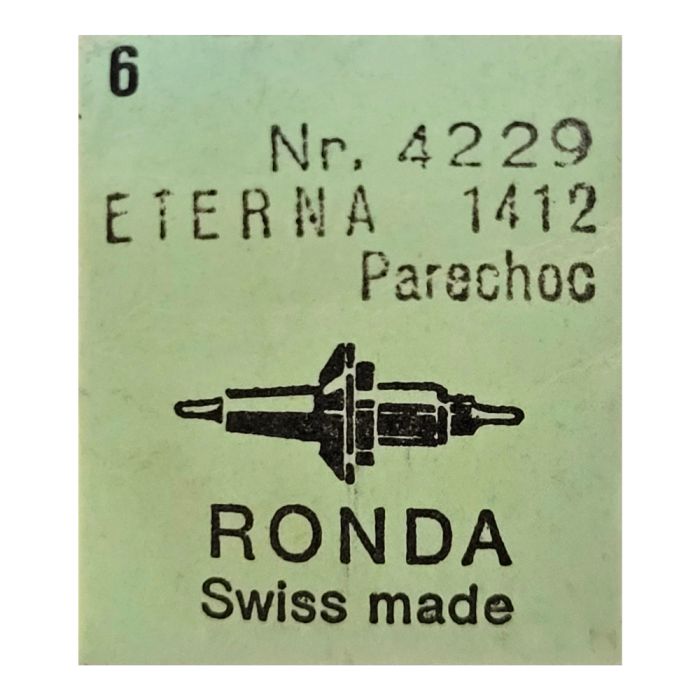 6
Nr. 4229
ETERNA 1412
Parechoc
RONDA
Swiss made